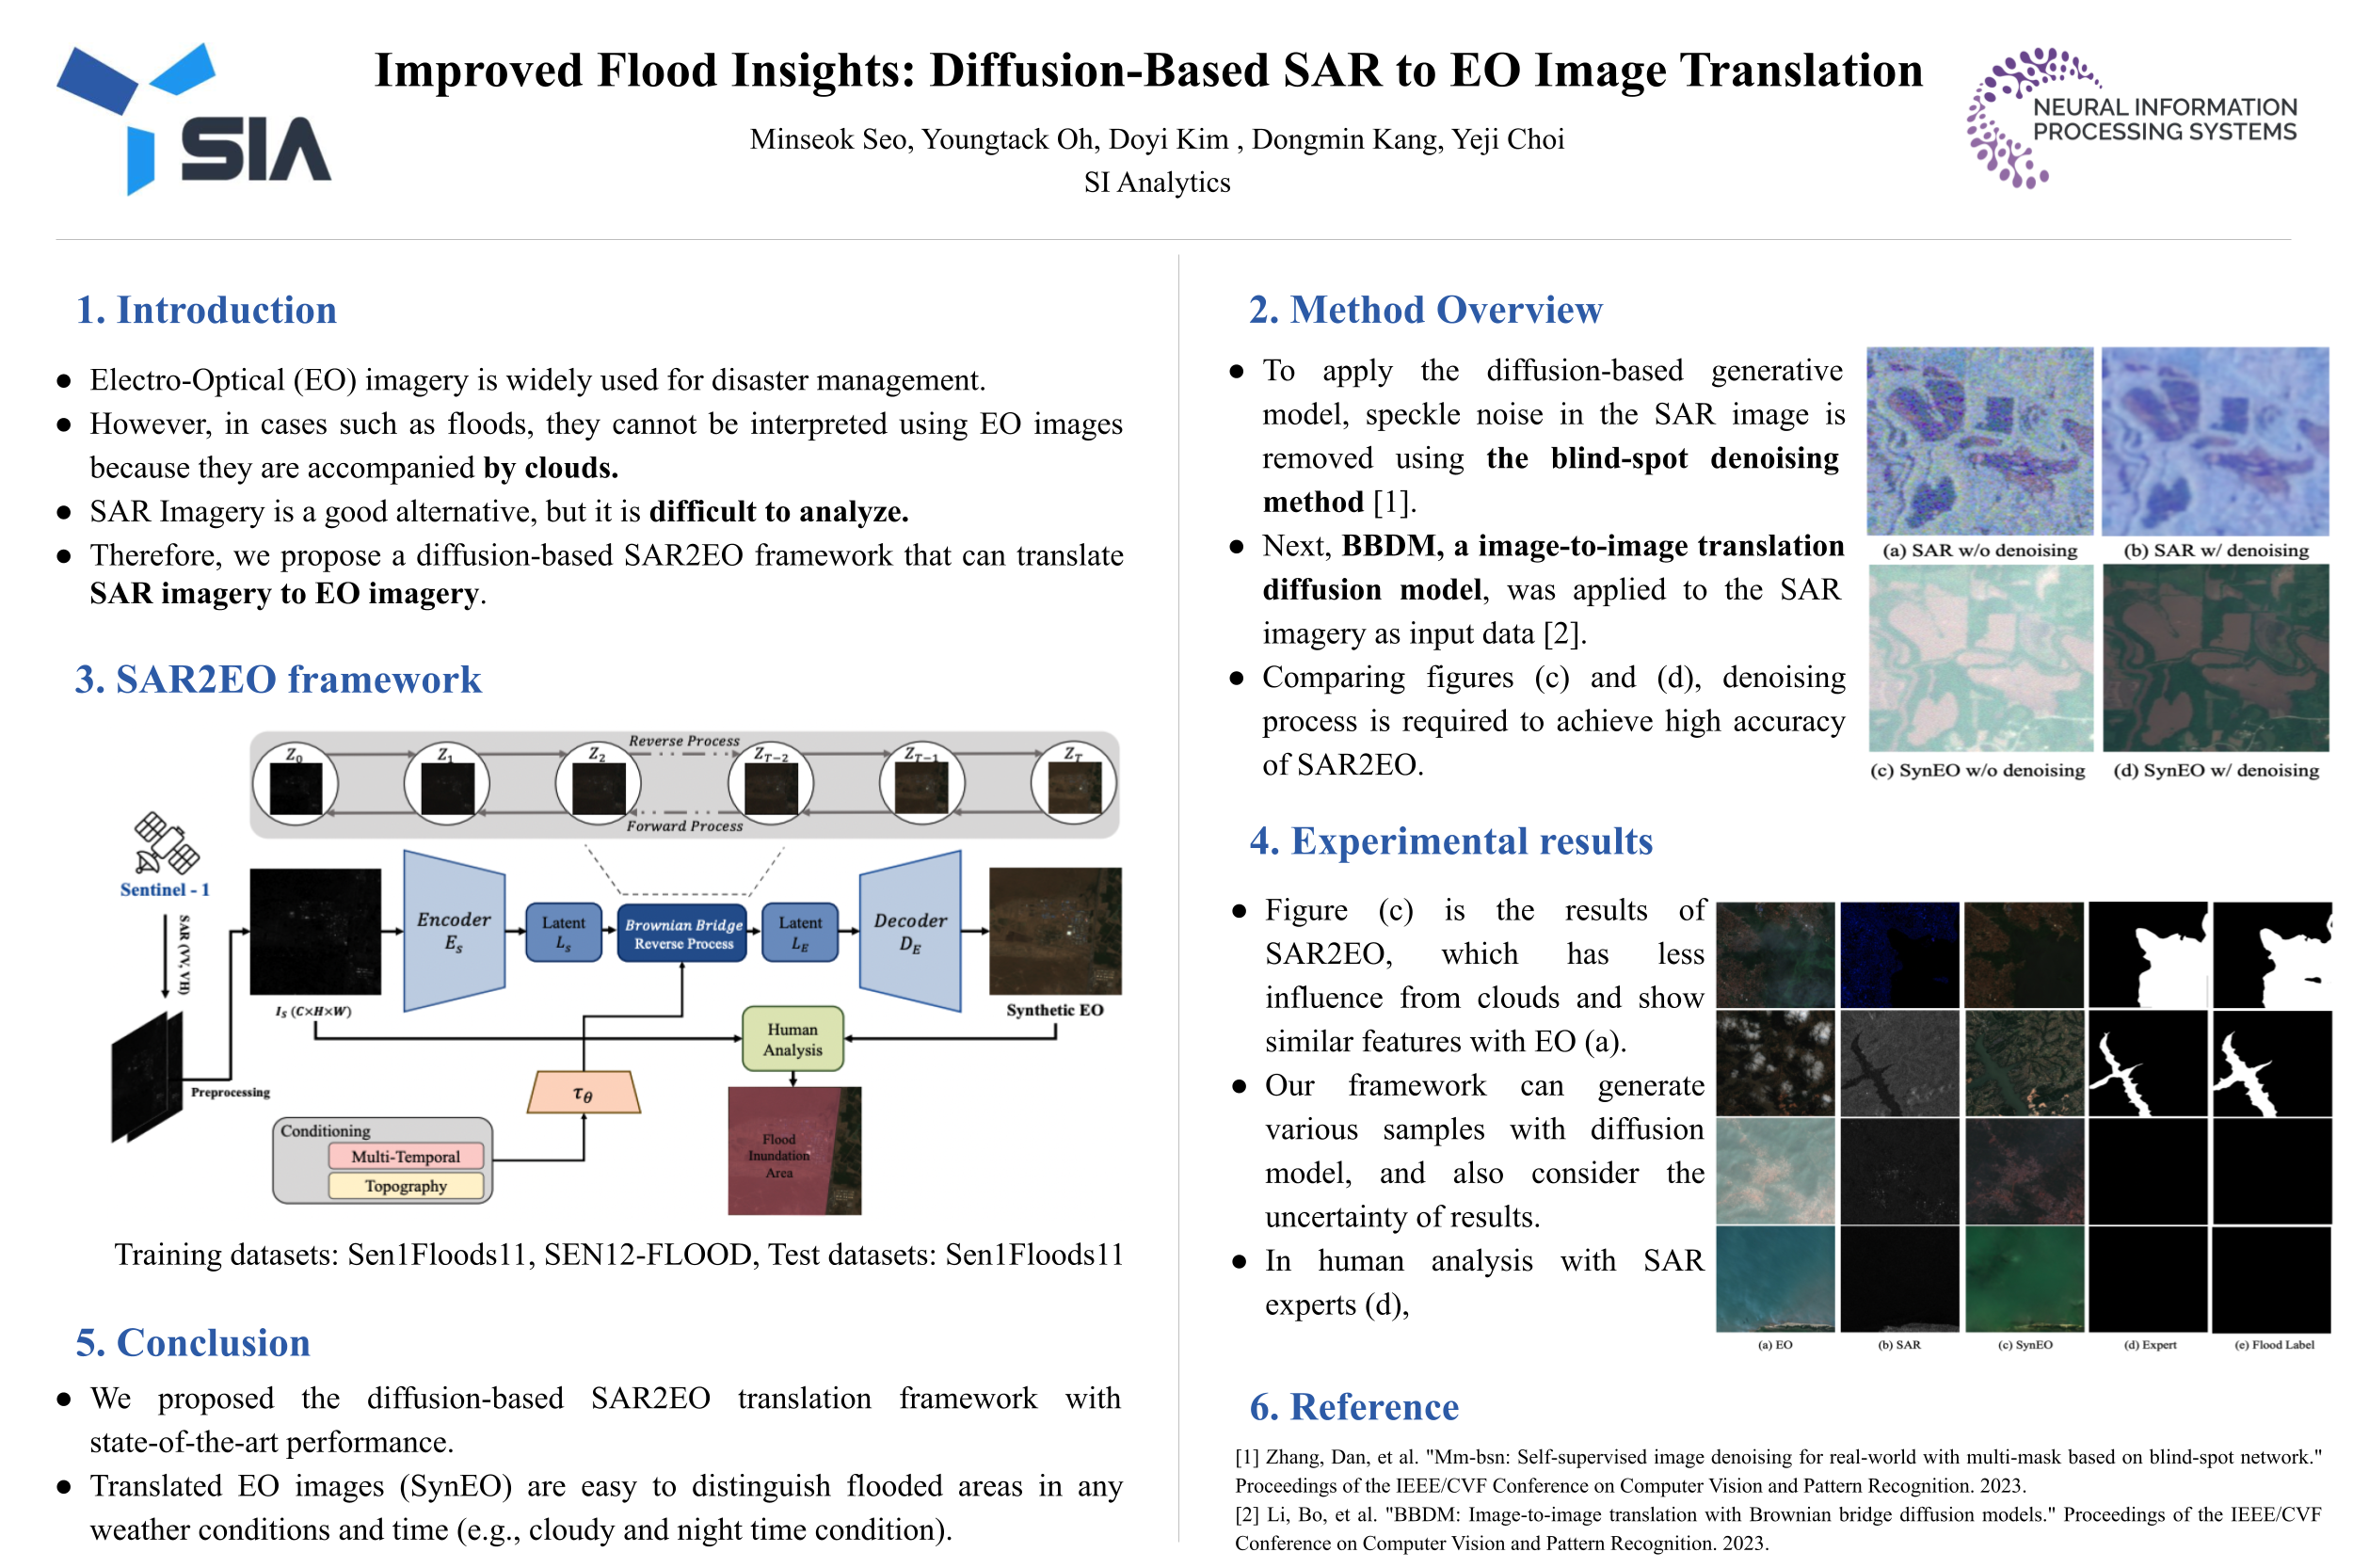 SIA
Improved Flood Insights: Diffusion-Based SAR to EO Image Translation
Minseok Seo, Youngtack Oh, Doyi Kim , Dongmin Kang, Yeji Choi
SI Analytics
NEURAL INFORMATION
PROCESSING SYSTEMS
1. Introduction
● Electro-Optical (EO) imagery is widely used for disaster management.
● However, in cases such as floods, they cannot be interpreted using EO images
because they are accompanied by clouds.
● SAR Imagery is a good alternative, but it is difficult to analyze.
● Therefore, we propose a diffusion-based SAR2EO framework that can translate
SAR imagery to EO imagery.
2. Method Overview
● To apply the diffusion-based generative
model, speckle noise in the SAR image is
removed using the blind-spot denoising
method [1].
● Next, BBDM, a image-to-image translation
diffusion model, was applied to the SAR
imagery as input data [2].
● Comparing figures (c) and (d), denoising
process is required to achieve high accuracy
of SAR2EO.
(a) SAR w/o denoising
(b) SAR w/ denoising
(c) SynEO w/o denoising
(d) SynEO w/ denoising
3. SAR2EO framework
Reverse Process
Z0
Z1
Z2
ZT−2
ZT−1
ZT
Forward Process
Sentinel - 1
SAR (VV, VH)
Preprocessing
IS (C×H×W)
Encoder
ES
Latent
Ls
Brownian Bridge
Reverse Process
Latent
LE
Decoder
DE
Synthetic EO
Human
Analysis
τθ
Conditioning
Multi-Temporal
Topography
Flood
Inundation
Area
Training datasets: Sen1Floods11, SEN12-FLOOD, Test datasets: Sen1Floods11
4. Experimental results
● Figure (c) is the results of
SAR2EO, which has less
influence from clouds and show
similar features with EO (a).
● Our framework can generate
various samples with diffusion
model, and also consider the
uncertainty of results.
● In human analysis with SAR
experts (d),
(a) EO
(b) SAR
(c) SynEO
(d) Expert
(e) Flood Label
5. Conclusion
● We proposed the diffusion-based SAR2EO translation framework with
state-of-the-art performance.
● Translated EO images (SynEO) are easy to distinguish flooded areas in any
weather conditions and time (e.g., cloudy and night time condition).
6. Reference
[1] Zhang, Dan, et al. "Mm-bsn: Self-supervised image denoising for real-world with multi-mask based on blind-spot network."
Proceedings of the IEEE/CVF Conference on Computer Vision and Pattern Recognition. 2023.
[2] Li, Bo, et al. "BBDM: Image-to-image translation with Brownian bridge diffusion models." Proceedings of the IEEE/CVF
Conference on Computer Vision and Pattern Recognition. 2023.